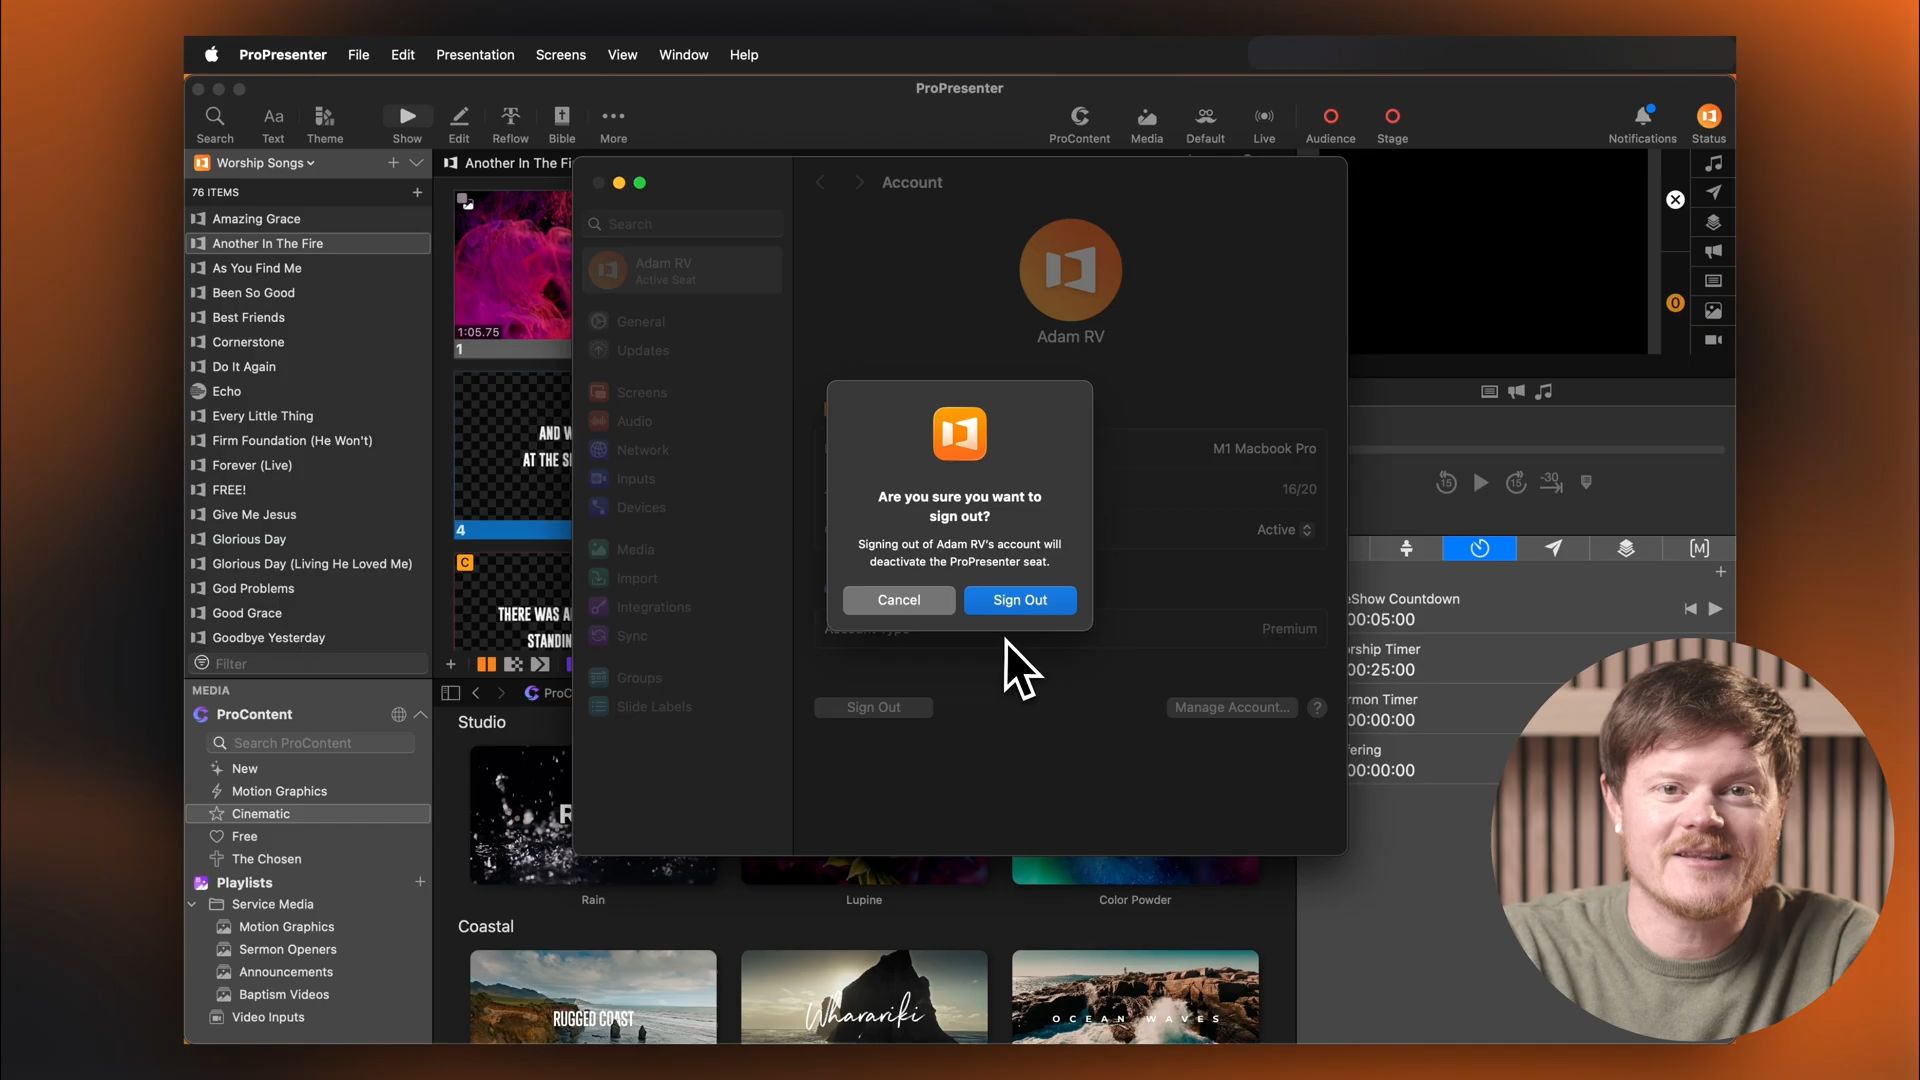 ProPresenter File Edit Presentation Screens View Window Help
ProPresenter
Search Text Theme Show Edit Reflow Bible More ProContent Media Default Live Audience Stage Notifications Status
Worship Songs
76 ITEMS
Amazing Grace
Another In The Fire
As You Find Me
Been So Good
Best Friends
Cornerstone
Do It Again
Echo
Every Little Thing
Firm Foundation (He Won't)
Forever (Live)
FREE!
Give Me Jesus
Glorious Day
Glorious Day (Living He Loved Me)
God Problems
Good Grace
Goodbye Yesterday
Filter
MEDIA
ProContent
Search ProContent
New
Motion Graphics
Cinematic
Free
The Chosen
Playlists
Service Media
Motion Graphics
Sermon Openers
Announcements
Baptism Videos
Video Inputs
Another In The Fi
1:05.75
1
AND W
AT THE S
4
C
THERE WAS A
STANDIN
ProC
Studio
R
Rain
Lupine
Color Powder
Coastal
RUGGED COAST
Wharariki
OCEAN WAVES
Search
Adam RV
Active Seat
General
Updates
Screens
Audio
Network
Inputs
Devices
Media
Import
Integrations
Sync
Groups
Slide Labels
Account
Adam RV
M1 Macbook Pro
16/20
Active
Account Type
Premium
Sign Out
Manage Account...
?
Are you sure you want to
sign out?
Signing out of Adam RV's account will
deactivate the ProPresenter seat.
Cancel
Sign Out
0
15
15
-30
[M]
eShow Countdown
00:05:00
rship Timer
00:25:00
rmon Timer
00:00:00
fering
00:00:00